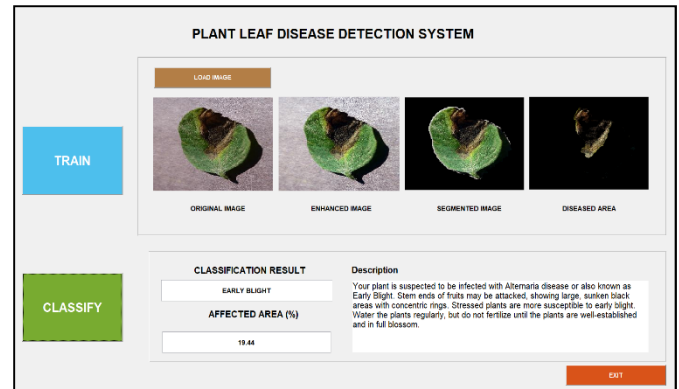 PLANT LEAF DISEASE DETECTION SYSTEM
LOAD IMAGE
TRAIN
ORIGINAL IMAGE
ENHANCED IMAGE
SEGMENTED IMAGE
DISEASED AREA
CLASSIFY
CLASSIFICATION RESULT
EARLY BLIGHT
AFFECTED AREA (%)
19.44
Description
Your plant is suspected to be infected with Alternaria disease or also known as
Early Blight. Stem ends of fruits may be attacked, showing large, sunken black
areas with concentric rings. Stressed plants are more susceptible to early blight.
Water the plants regularly, but do not fertilize until the plants are well-established
and in full blossom.
EXIT